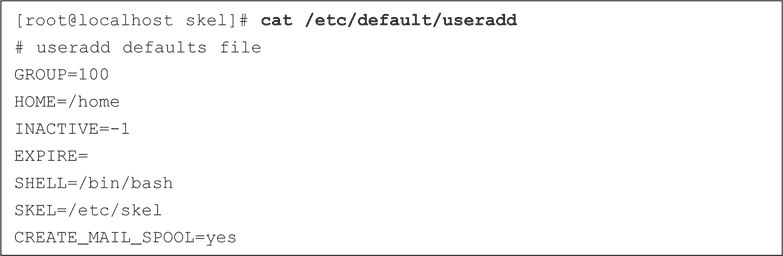 [root@localhost skel]# cat /etc/default/useradd
# useradd defaults file
GROUP=100
HOME=/home
INACTIVE=-1
EXPIRE=
SHELL=/bin/bash
SKEL=/etc/skel
CREATE_MAIL_SPOOL=yes